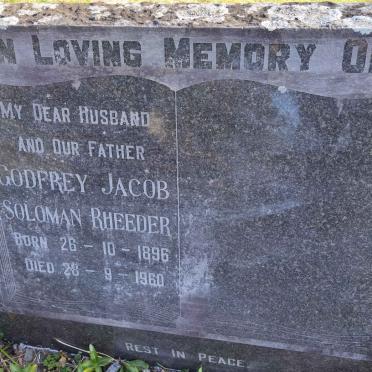 IN LOVING MEMORY OF
MY DEAR HUSBAND
AND OUR FATHER
GODFREY JACOB
SOLOMAN RHEEDER
BORN 26-10-1896
DIED 28-9-1960
REST IN PEACE